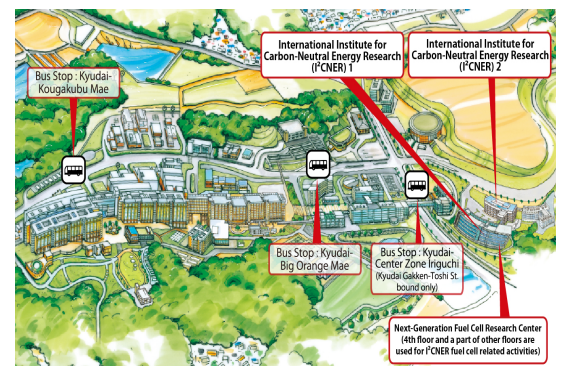 International Institute for
Carbon-Neutral Energy Research
(I²CNER) 1
International Institute for
Carbon-Neutral Energy Research
(I²CNER) 2
Bus Stop : Kyudai-
Kougakubu Mae
Bus Stop : Kyudai-
Big Orange Mae
Bus Stop : Kyudai-
Center Zone Iriguchi
(Kyudai Gakken-Toshi St.
bound only)
Next-Generation Fuel Cell Research Center
(4th floor and a part of other floors are
used for I²CNER fuel cell related activities)